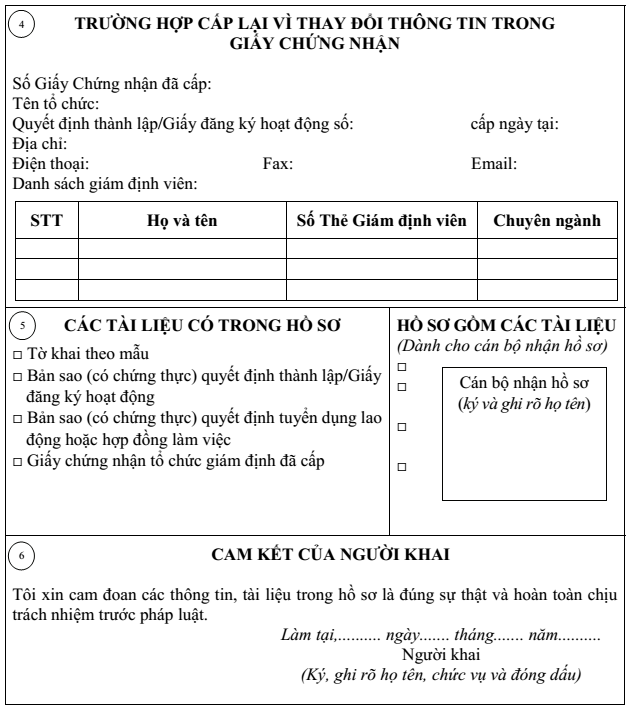 4
TRƯỜNG HỢP CẤP LẠI VÌ THAY ĐỔI THÔNG TIN TRONG
GIẤY CHỨNG NHẬN
Số Giấy Chứng nhận đã cấp:
Tên tổ chức:
Quyết định thành lập/Giấy đăng ký hoạt động số: cấp ngày tại:
Địa chỉ:
Điện thoại: Fax: Email:
Danh sách giám định viên:
STT Họ và tên Số Thẻ Giám định viên Chuyên ngành
5
CÁC TÀI LIỆU CÓ TRONG HỒ SƠ
□ Tờ khai theo mẫu
□ Bản sao (có chứng thực) quyết định thành lập/Giấy
đăng ký hoạt động
□ Bản sao (có chứng thực) quyết định tuyển dụng lao
động hoặc hợp đồng làm việc
□ Giấy chứng nhận tổ chức giám định đã cấp
HỒ SƠ GỒM CÁC TÀI LIỆU
(Dành cho cán bộ nhận hồ sơ)
□
□
□
□
Cán bộ nhận hồ sơ
(ký và ghi rõ họ tên)
6
CAM KẾT CỦA NGƯỜI KHAI
Tôi xin cam đoan các thông tin, tài liệu trong hồ sơ là đúng sự thật và hoàn toàn chịu
trách nhiệm trước pháp luật.
Làm tại,.......... ngày....... tháng....... năm..........
Người khai
(Ký, ghi rõ họ tên, chức vụ và đóng dấu)